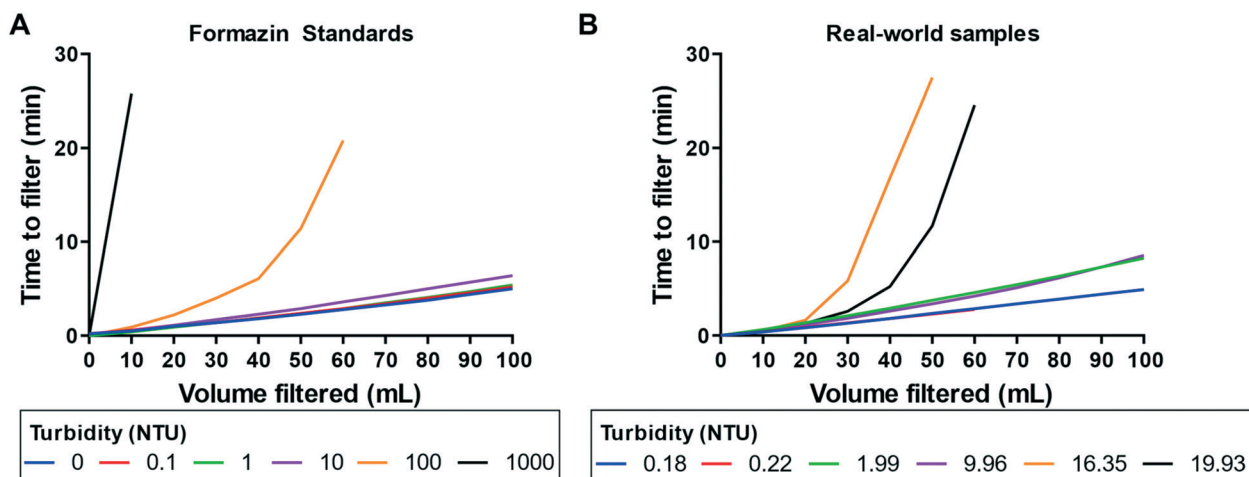 A
Formazin Standards
30
20
10
0
Time to filter (min)
0 10 20 30 40 50 60 70 80 90 100
Volume filtered (mL)
Turbidity (NTU)
0 0.1 1 10 100 1000
B
Real-world samples
30
20
10
0
Time to filter (min)
0 10 20 30 40 50 60 70 80 90 100
Volume filtered (mL)
Turbidity (NTU)
0.18 0.22 1.99 9.96 16.35 19.93